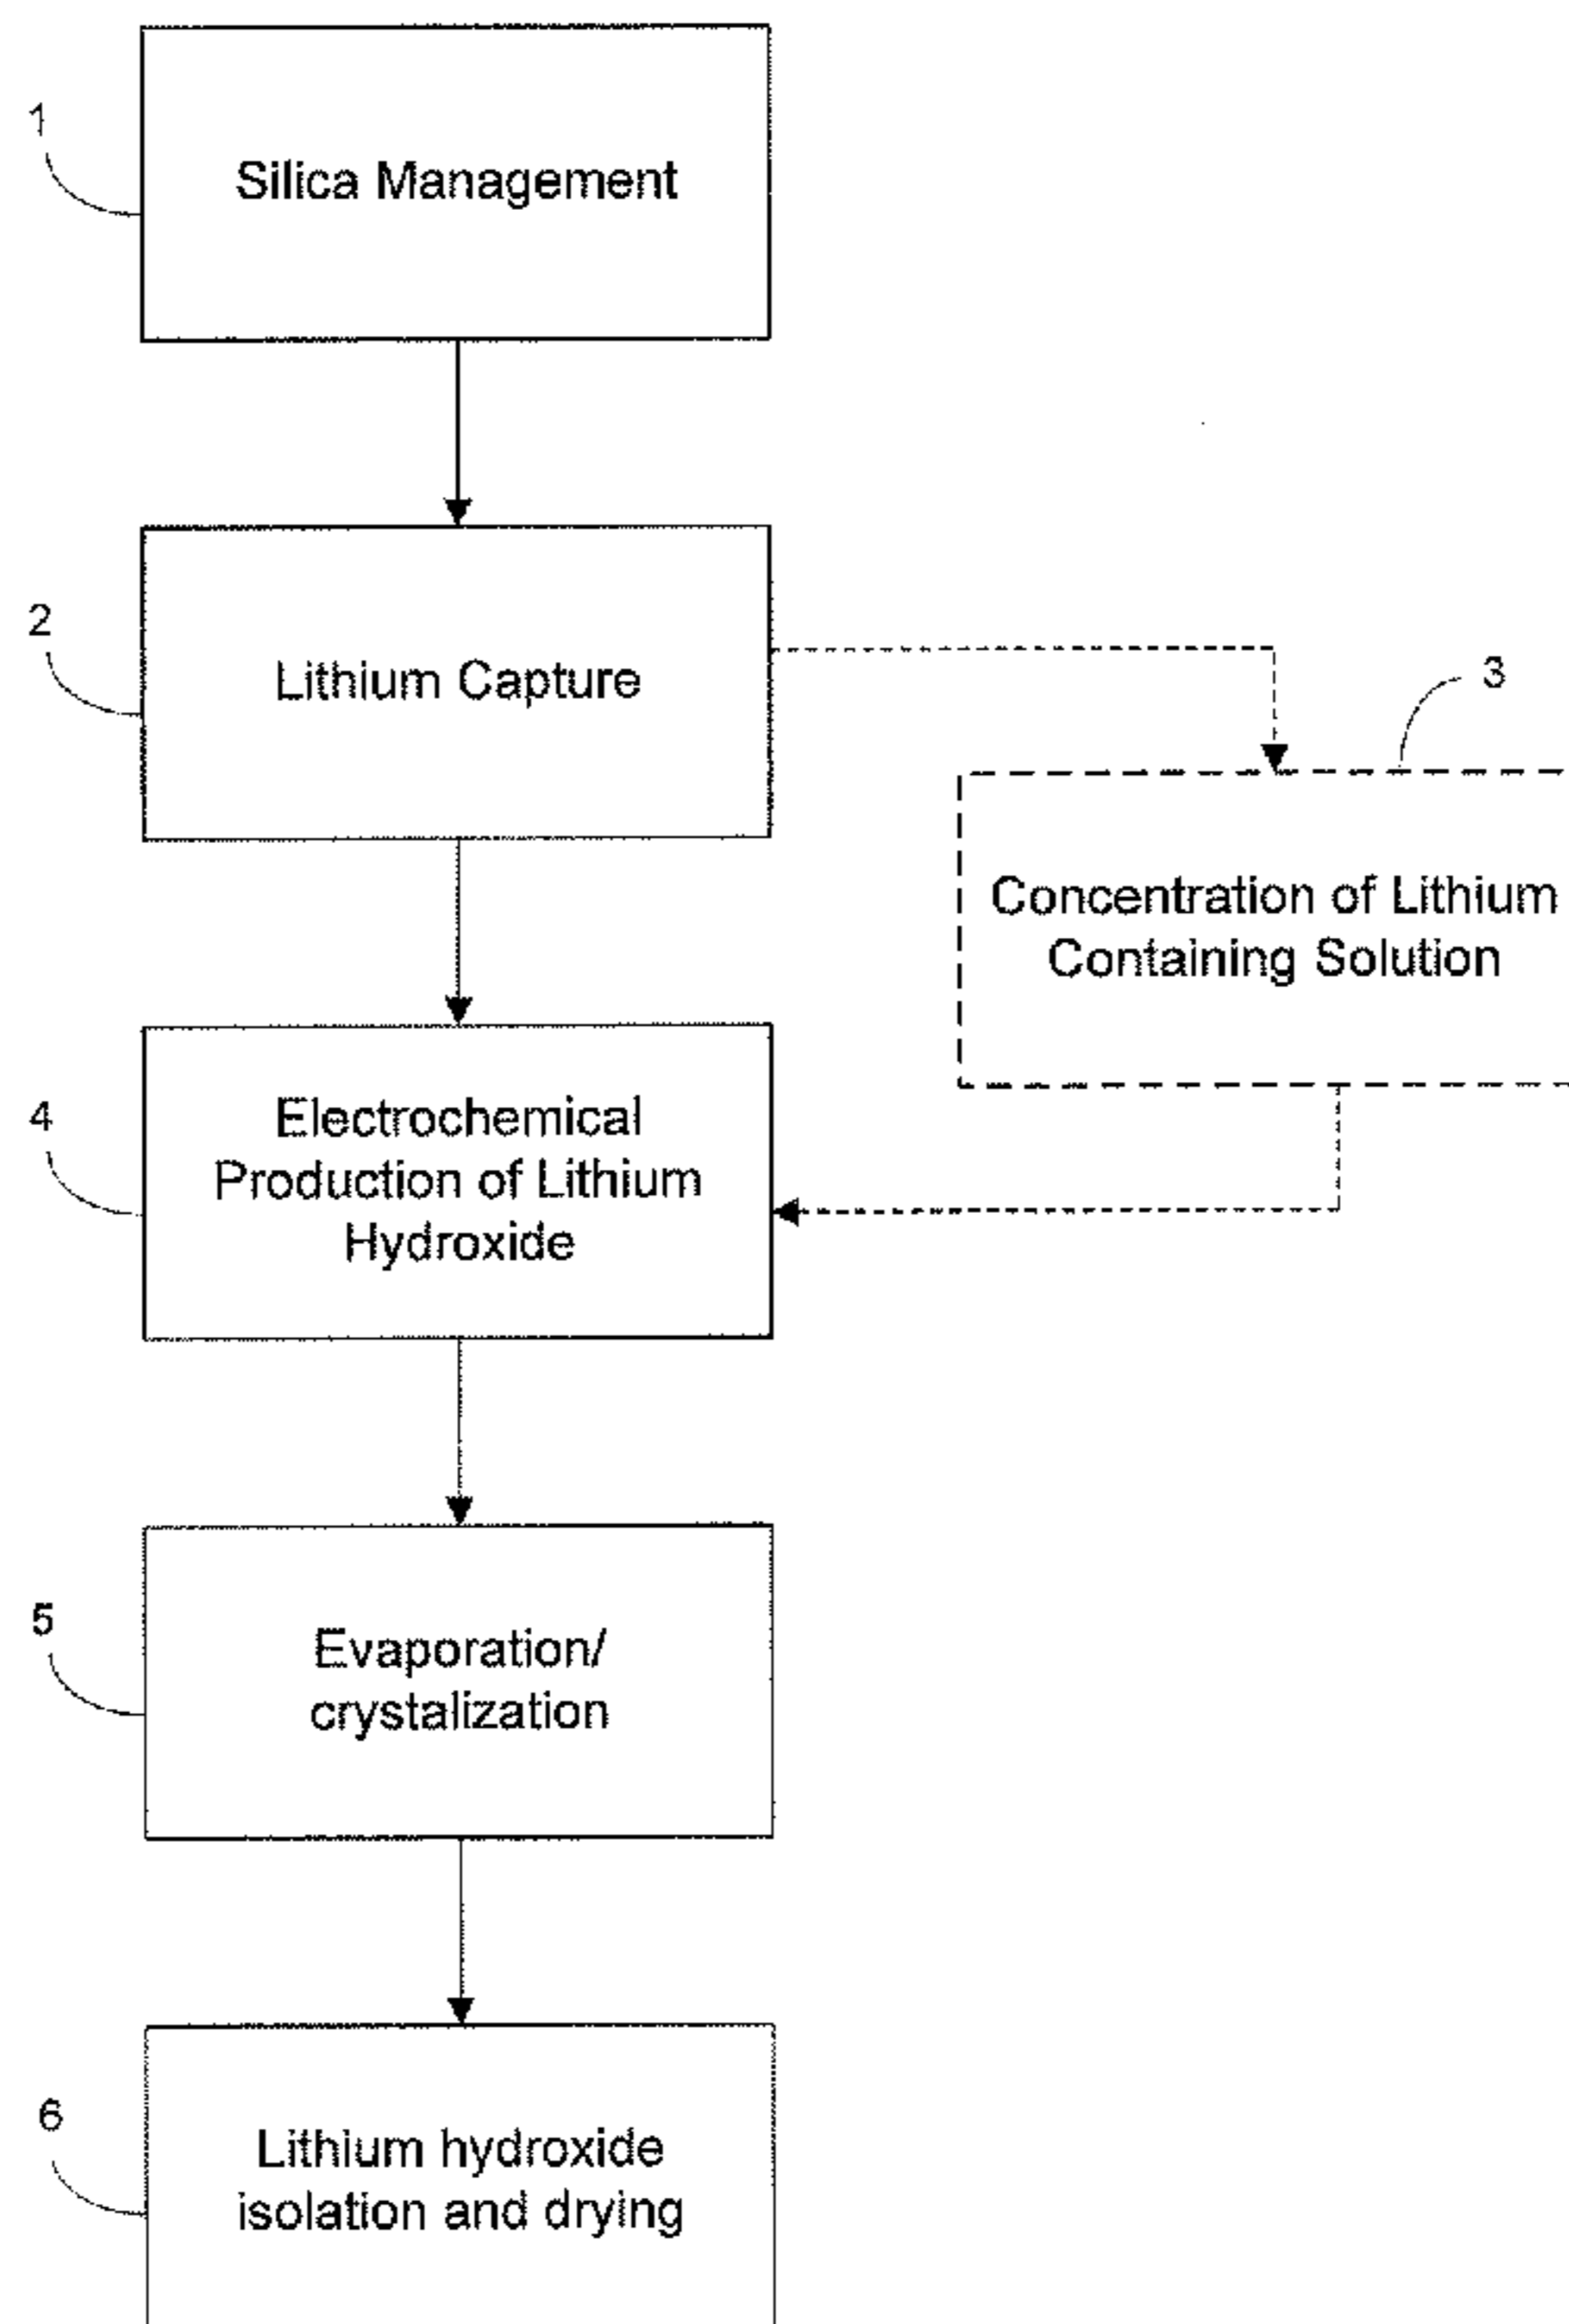 1
Silica Management
2
Lithium Capture
3
Concentration of Lithium
Containing Solution
4
Electrochemical
Production of Lithium
Hydroxide
5
Evaporation/
crystalization
6
Lithium hydroxide
isolation and drying